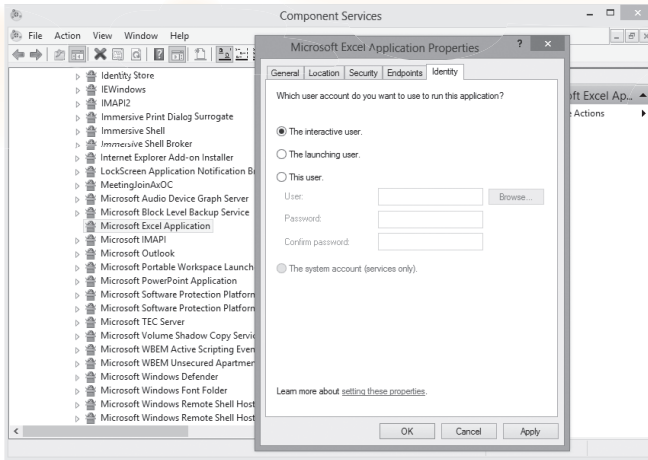 Component Services
File Action View Window Help
Identity Store
IEWindows
IMAPI2
Immersive Print Dialog Surrogate
Immersive Shell
Immersive Shell Broker
Internet Explorer Add-on Installer
LockScreen Application Notification Br
MeetingJoinAxOC
Microsoft Audio Device Graph Server
Microsoft Block Level Backup Service
Microsoft Excel Application
Microsoft IMAPI
Microsoft Outlook
Microsoft Portable Workspace Launch
Microsoft PowerPoint Application
Microsoft Software Protection Platforn
Microsoft Software Protection Platforn
Microsoft TEC Server
Microsoft Volume Shadow Copy Servic
Microsoft WBEM Active Scripting Even
Microsoft WBEM Unsecured Apartmer
Microsoft Windows Defender
Microsoft Windows Font Folder
Microsoft Windows Remote Shell Host
Microsoft Windows Remote Shell Host
Microsoft Excel Application Properties
General Location Security Endpoints Identity
Which user account do you want to use to run this application?
The interactive user.
The launching user.
This user.
User: Browse...
Password:
Confirm password:
The system account (services only).
Learn more about setting these properties.
OK Cancel Apply
oft Excel Ap...
e Actions